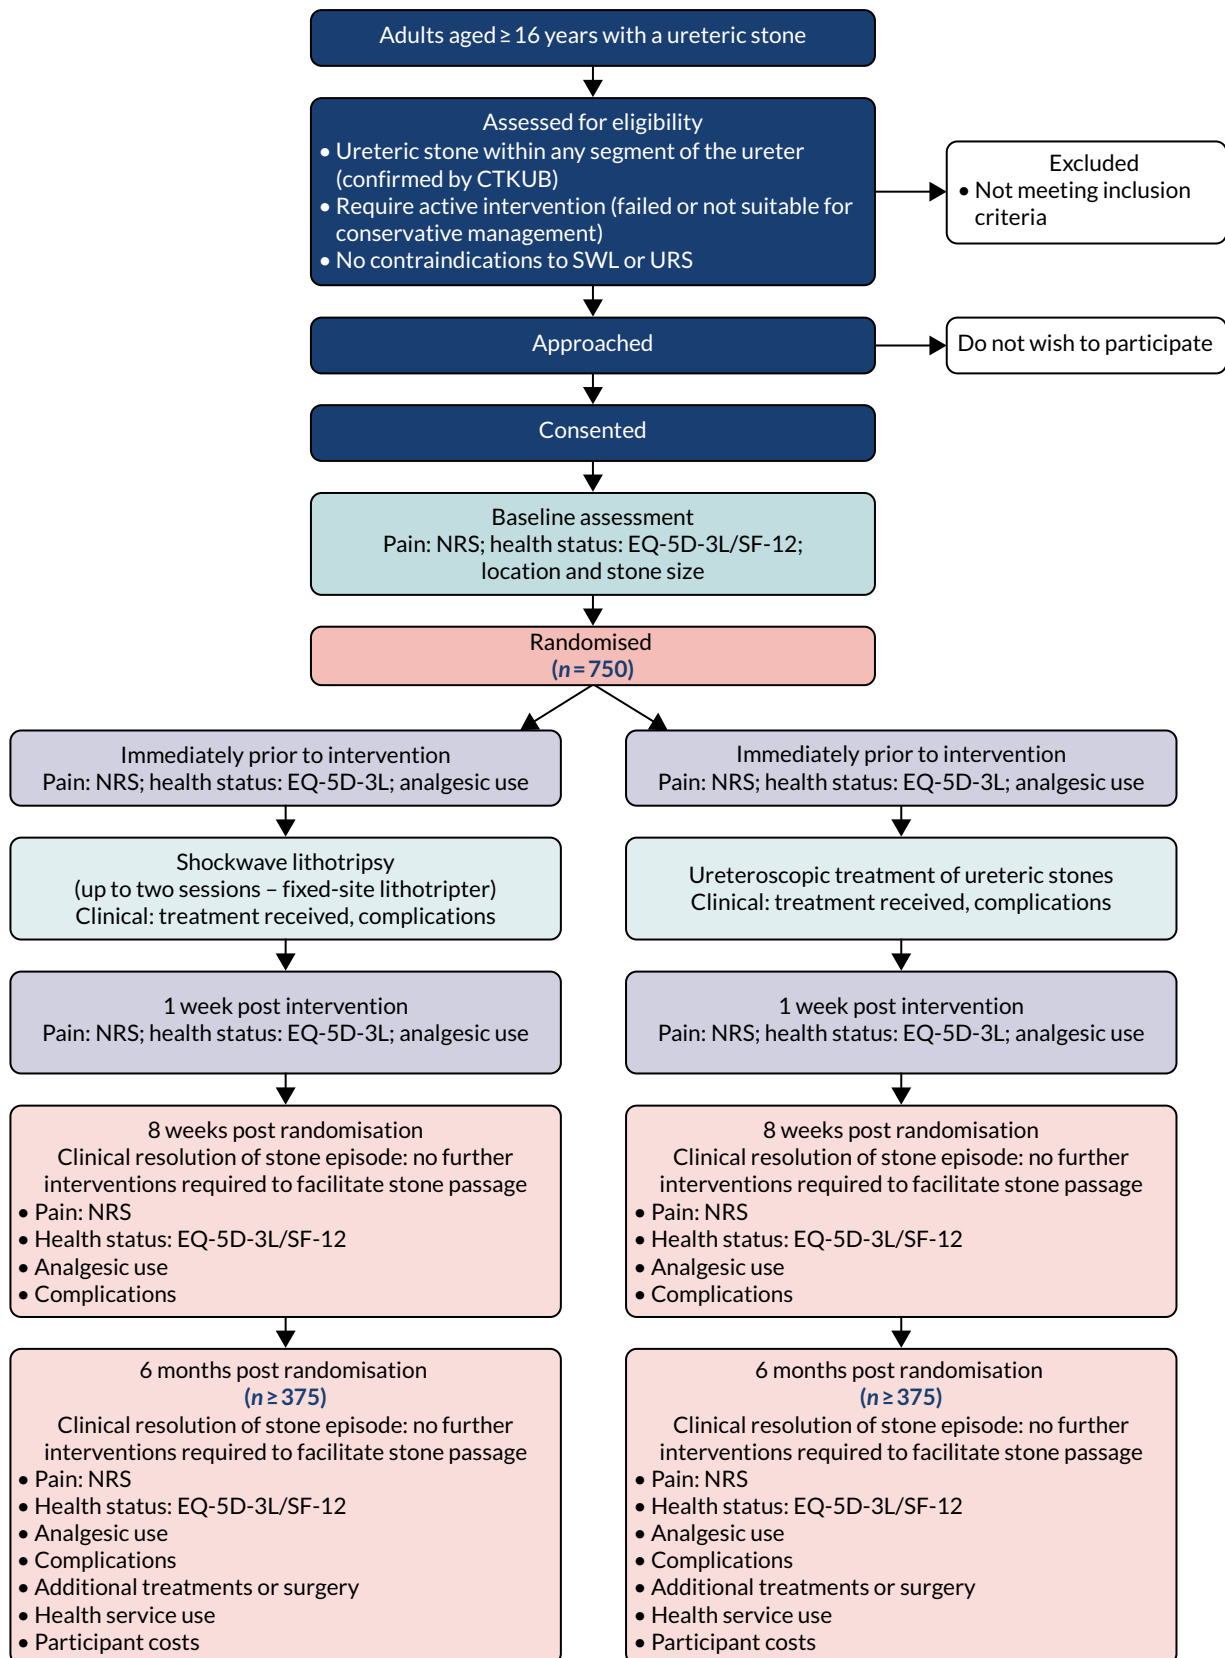 Adults aged ≥ 16 years with a ureteric stone
Assessed for eligibility
• Ureteric stone within any segment of the ureter
(confirmed by CTKUB)
• Require active intervention (failed or not suitable for
conservative management)
• No contraindications to SWL or URS
Excluded
• Not meeting inclusion
criteria
Approached
Do not wish to participate
Consented
Baseline assessment
Pain: NRS; health status: EQ-5D-3L/SF-12;
location and stone size
Randomised
(n = 750)
Immediately prior to intervention
Pain: NRS; health status: EQ-5D-3L; analgesic use
Shockwave lithotripsy
(up to two sessions – fixed-site lithotripter)
Clinical: treatment received, complications
1 week post intervention
Pain: NRS; health status: EQ-5D-3L; analgesic use
8 weeks post randomisation
Clinical resolution of stone episode: no further
interventions required to facilitate stone passage
• Pain: NRS
• Health status: EQ-5D-3L/SF-12
• Analgesic use
• Complications
6 months post randomisation
(n ≥ 375)
Clinical resolution of stone episode: no further
interventions required to facilitate stone passage
• Pain: NRS
• Health status: EQ-5D-3L/SF-12
• Analgesic use
• Complications
• Additional treatments or surgery
• Health service use
• Participant costs
Immediately prior to intervention
Pain: NRS; health status: EQ-5D-3L; analgesic use
Ureteroscopic treatment of ureteric stones
Clinical: treatment received, complications
1 week post intervention
Pain: NRS; health status: EQ-5D-3L; analgesic use
8 weeks post randomisation
Clinical resolution of stone episode: no further
interventions required to facilitate stone passage
• Pain: NRS
• Health status: EQ-5D-3L/SF-12
• Analgesic use
• Complications
6 months post randomisation
(n ≥ 375)
Clinical resolution of stone episode: no further
interventions required to facilitate stone passage
• Pain: NRS
• Health status: EQ-5D-3L/SF-12
• Analgesic use
• Complications
• Additional treatments or surgery
• Health service use
• Participant costs